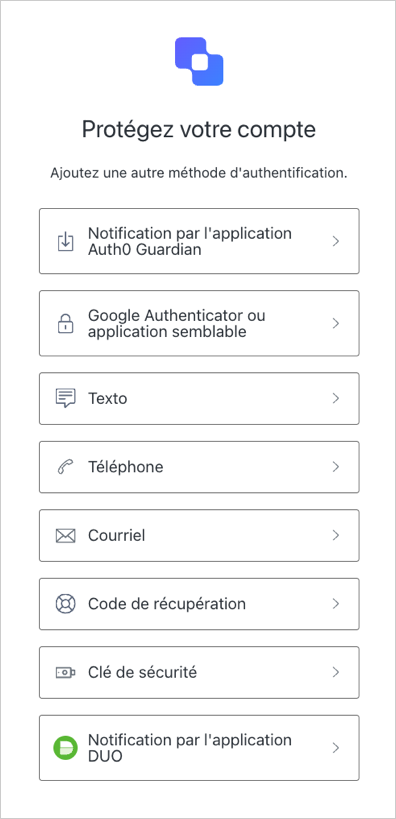 Protégez votre compte
Ajoutez une autre méthode d'authentification.
Notification par l'application
Auth0 Guardian
Google Authenticator ou
application semblable
Texto
Téléphone
Courriel
Code de récupération
Clé de sécurité
Notification par l'application
DUO